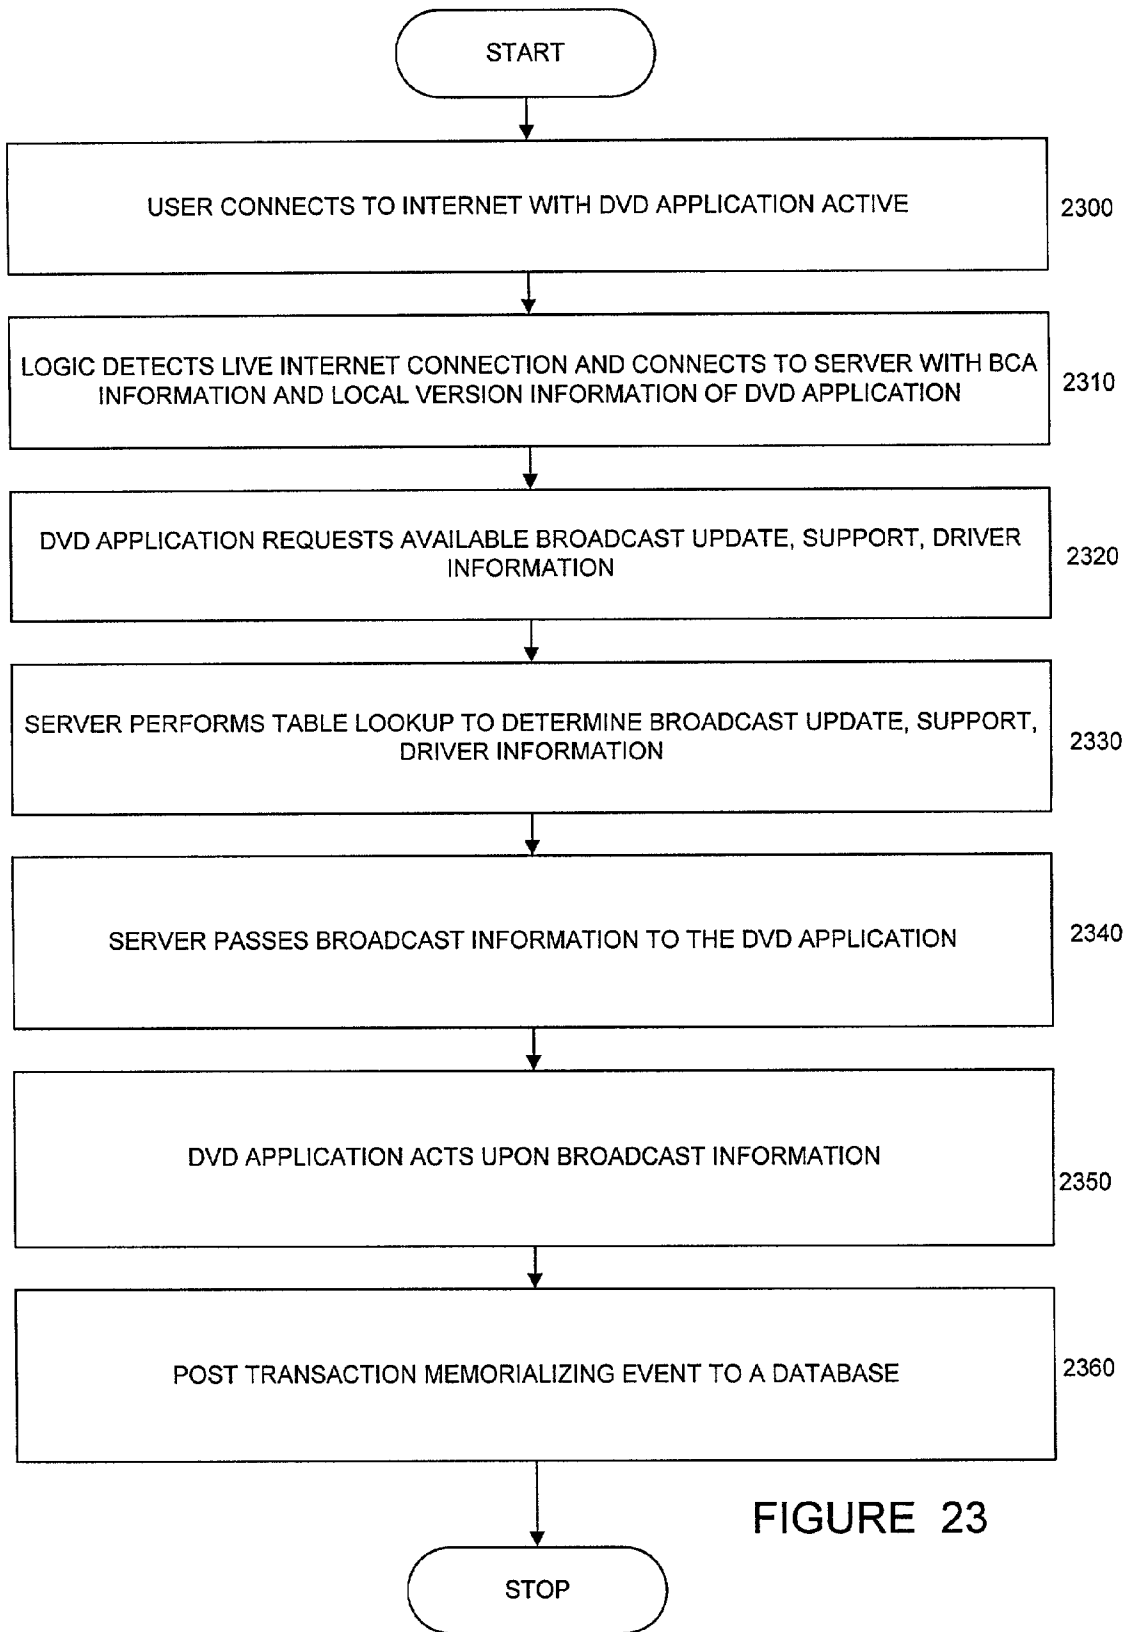 START
USER CONNECTS TO INTERNET WITH DVD APPLICATION ACTIVE
2300
LOGIC DETECTS LIVE INTERNET CONNECTION AND CONNECTS TO SERVER WITH BCA
INFORMATION AND LOCAL VERSION INFORMATION OF DVD APPLICATION
2310
DVD APPLICATION REQUESTS AVAILABLE BROADCAST UPDATE, SUPPORT, DRIVER
INFORMATION
2320
SERVER PERFORMS TABLE LOOKUP TO DETERMINE BROADCAST UPDATE, SUPPORT,
DRIVER INFORMATION
2330
SERVER PASSES BROADCAST INFORMATION TO THE DVD APPLICATION
2340
DVD APPLICATION ACTS UPON BROADCAST INFORMATION
2350
POST TRANSACTION MEMORIALIZING EVENT TO A DATABASE
2360
FIGURE 23
STOP